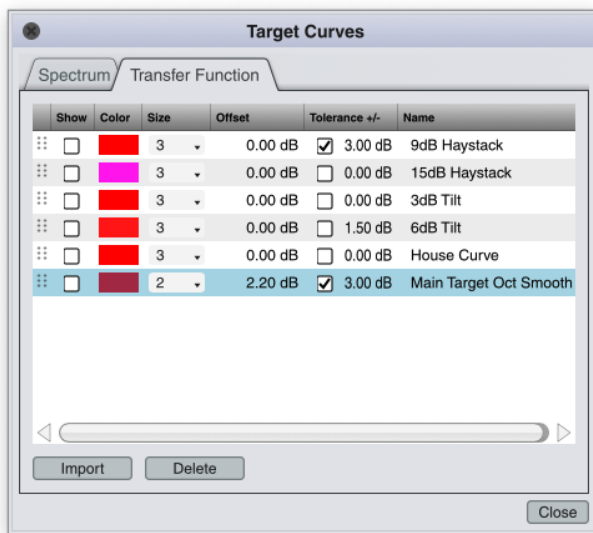 Target Curves
Spectrum Transfer Function
Show Color Size Offset Tolerance +/- Name
3 0.00 dB 3.00 dB 9dB Haystack
3 0.00 dB 0.00 dB 15dB Haystack
3 0.00 dB 0.00 dB 3dB Tilt
3 0.00 dB 1.50 dB 6dB Tilt
3 0.00 dB 0.00 dB House Curve
2 2.20 dB 3.00 dB Main Target Oct Smooth
Import Delete
Close